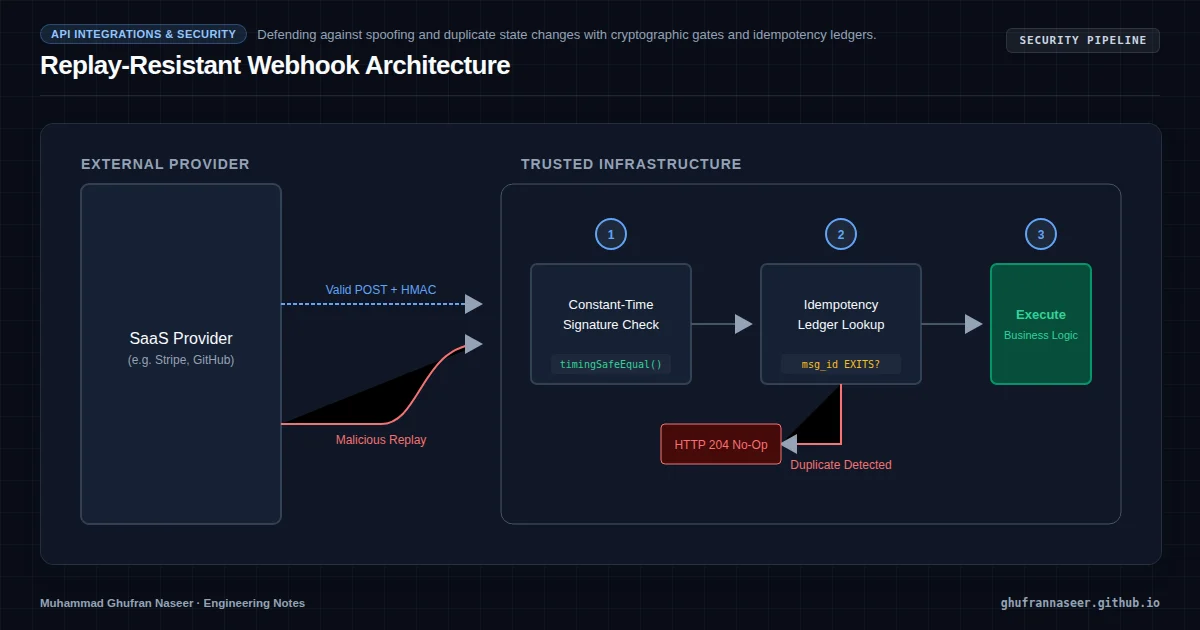 API INTEGRATIONS & SECURITY
Defending against spoofing and duplicate state changes with cryptographic gates and idempotency ledgers.
SECURITY PIPELINE
Replay-Resistant Webhook Architecture
EXTERNAL PROVIDER
TRUSTED INFRASTRUCTURE
SaaS Provider
(e.g. Stripe, GitHub)
Valid POST + HMAC
Malicious Replay
1
Constant-Time
Signature Check
timingSafeEqual()
2
Idempotency
Ledger Lookup
msg_id EXITS?
3
Execute
Business Logic
HTTP 204 No-Op
Duplicate Detected
Muhammad Ghufran Naseer · Engineering Notes
ghufrannaseer.github.io